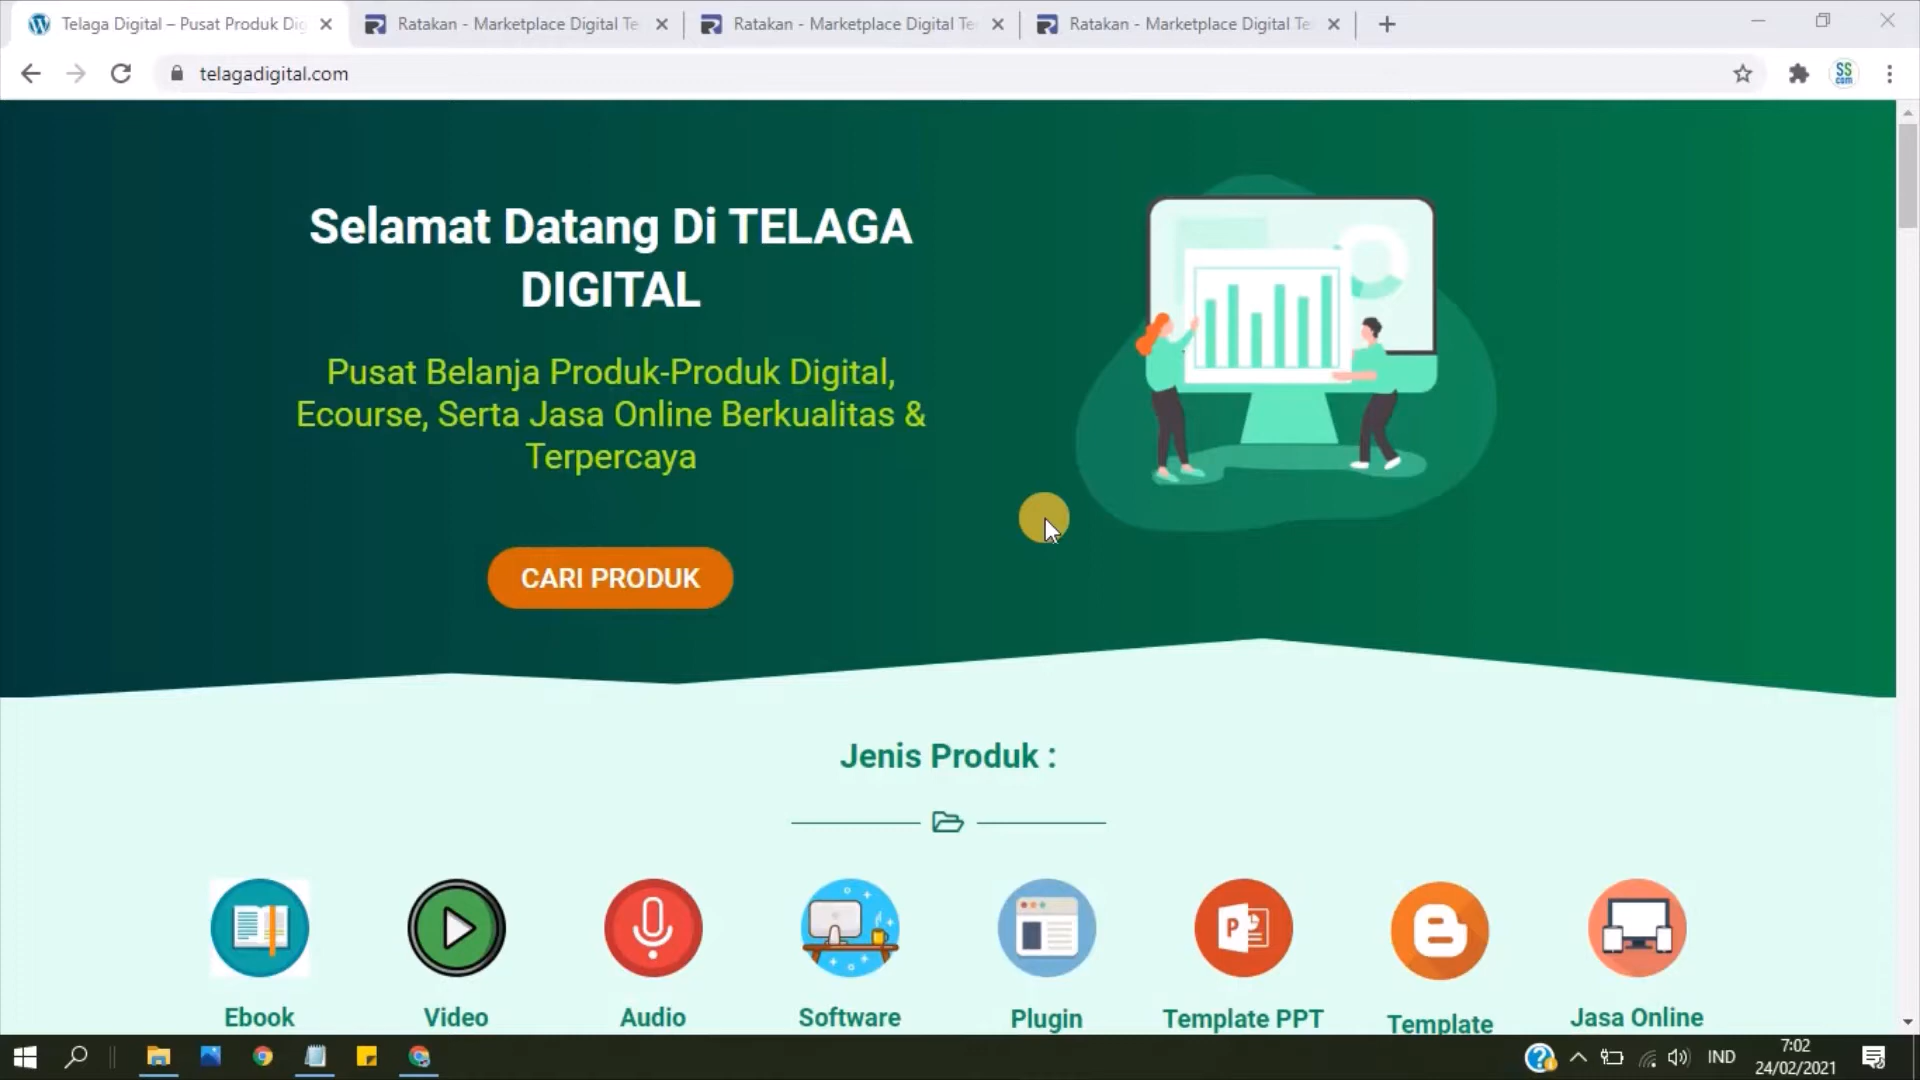 Telaga Digital – Pusat Produk Dig
Ratakan - Marketplace Digital Te
Ratakan - Marketplace Digital Te
Ratakan - Marketplace Digital Te
telagadigital.com
SS
com
Selamat Datang Di TELAGA
DIGITAL
Pusat Belanja Produk-Produk Digital,
Ecourse, Serta Jasa Online Berkualitas &
Terpercaya
CARI PRODUK
Jenis Produk :
P
Ebook
Video
Audio
Software
Plugin
Template PPT
Template
Jasa Online
IND
7:02
24/02/2021